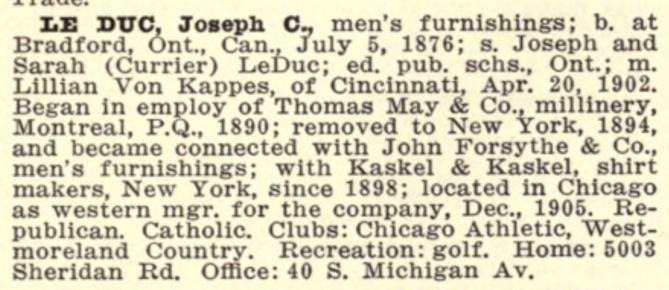 LE DUC, Joseph C., men's furnishings; b. at
Bradford, Ont., Can., July 5, 1876; s. Joseph and
Sarah (Currier) LeDuc; ed. pub. schs., Ont.; m.
Lillian Von Kappes, of Cincinnati, Apr. 20, 1902.
Began in employ of Thomas May & Co., millinery,
Montreal, P.Q., 1890; removed to New York, 1894,
and became connected with John Forsythe & Co.,
men's furnishings; with Kaskel & Kaskel, shirt
makers, New York, since 1898; located in Chicago
as western mgr. for the company, Dec., 1905. Re-
publican. Catholic. Clubs: Chicago Athletic, West-
moreland Country. Recreation: golf. Home: 5003
Sheridan Rd. Office: 40 S. Michigan Av.